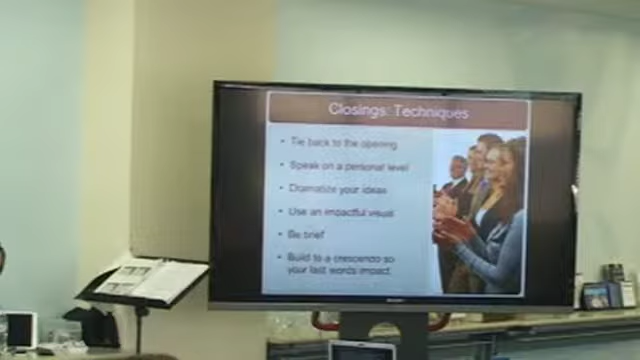 Closings: Techniques
• Tie back to the opening
• Speak on a personal level
• Dramatize your ideas
• Use an impactful visual
• Be brief
• Build to a crescendo so
your last words impact.